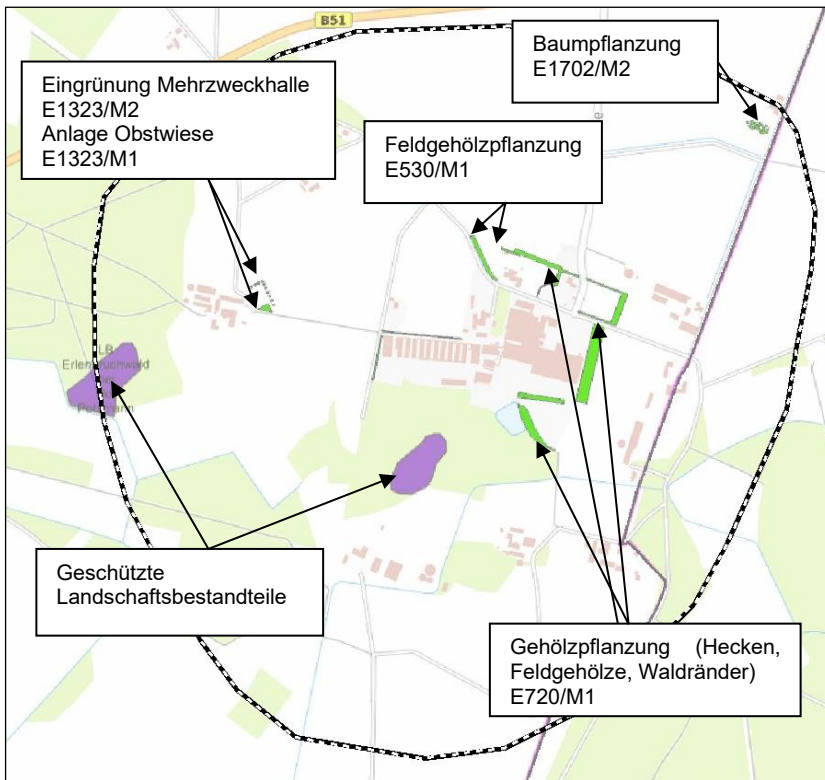 B51
Baumpflanzung
E1702/M2
Eingrünung Mehrzweckhalle
E1323/M2
Anlage Obstwiese
E1323/M1
Feldgehölzpflanzung
E530/M1
LB
Geschützte
Landschaftsbestandteile
Gehölzpflanzung (Hecken,
Feldgehölze, Waldränder)
E720/M1